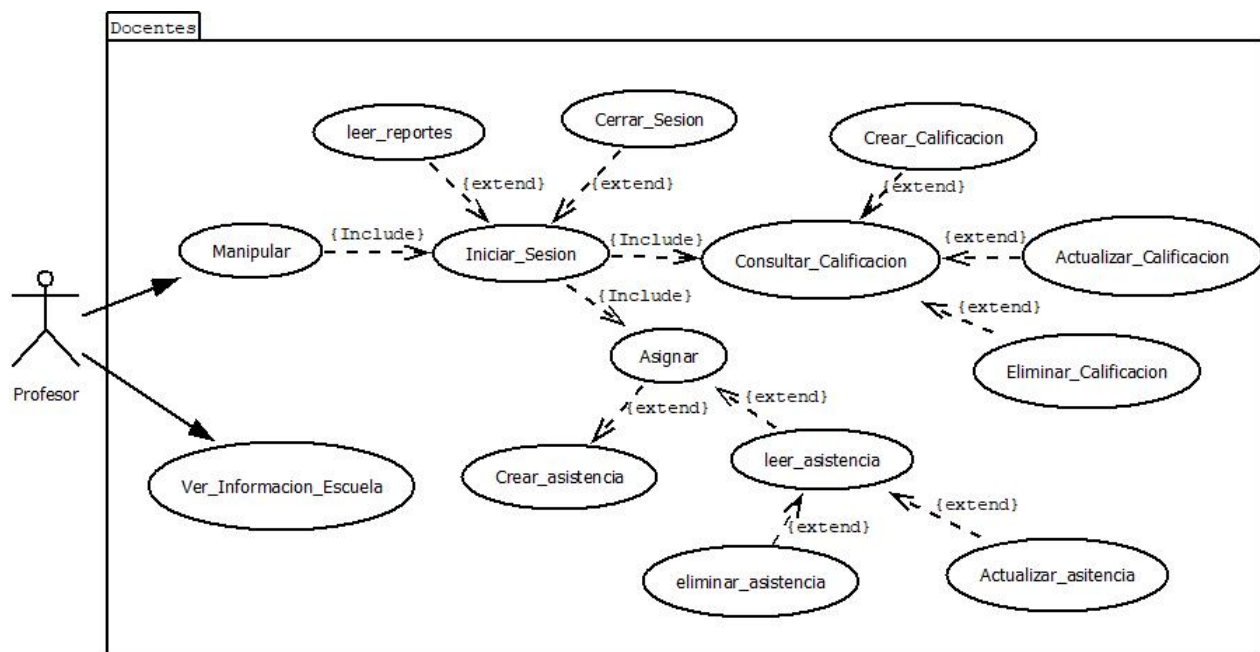 Docentes
leer_reportes
Cerrar_Sesion
Crear_Calificacion
{extend}
{extend}
{extend}
Manipular
{Include}
Iniciar_Sesion
{Include}
Consultar_Calificacion
{extend}
Actualizar_Calificacion
{Include}
Asignar
{extend}
Eliminar_Calificacion
Profesor
{extend}
{extend}
Ver_Informacion_Escuela
Crear_asistencia
leer_asistencia
{extend}
{extend}
eliminar_asistencia
Actualizar_asitencia